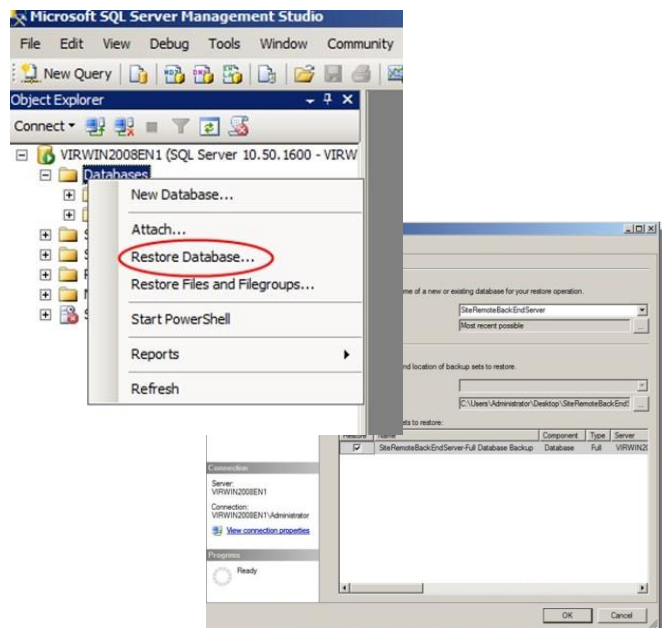 Microsoft SQL Server Management Studio
File Edit View Debug Tools Window Community
New Query
Object Explorer
Connect
VIRWIN2008EN1 (SQL Server 10.50.1600 - VIRW
Databases
New Database...
Attach...
Restore Database...
Restore Files and Filegroups...
Start PowerShell
Reports
Refresh
me of a new or existing database for your restore operation.
SiteRemoteBackEndServer
Most recent possible
...
nd location of backup sets to restore.
C:\Users\Administrator\Desktop\SiteRemoteBackEndS
...
ets to restore:
Restore Name Component Type Server
SiteRemoteBackEndServer-Full Database Backup Database Full VIRWIN20
Connection
Server:
VIRWIN2008EN1
Connection:
VIRWIN2008EN1\Administrator
View connection properties
Progress
Ready
OK Cancel